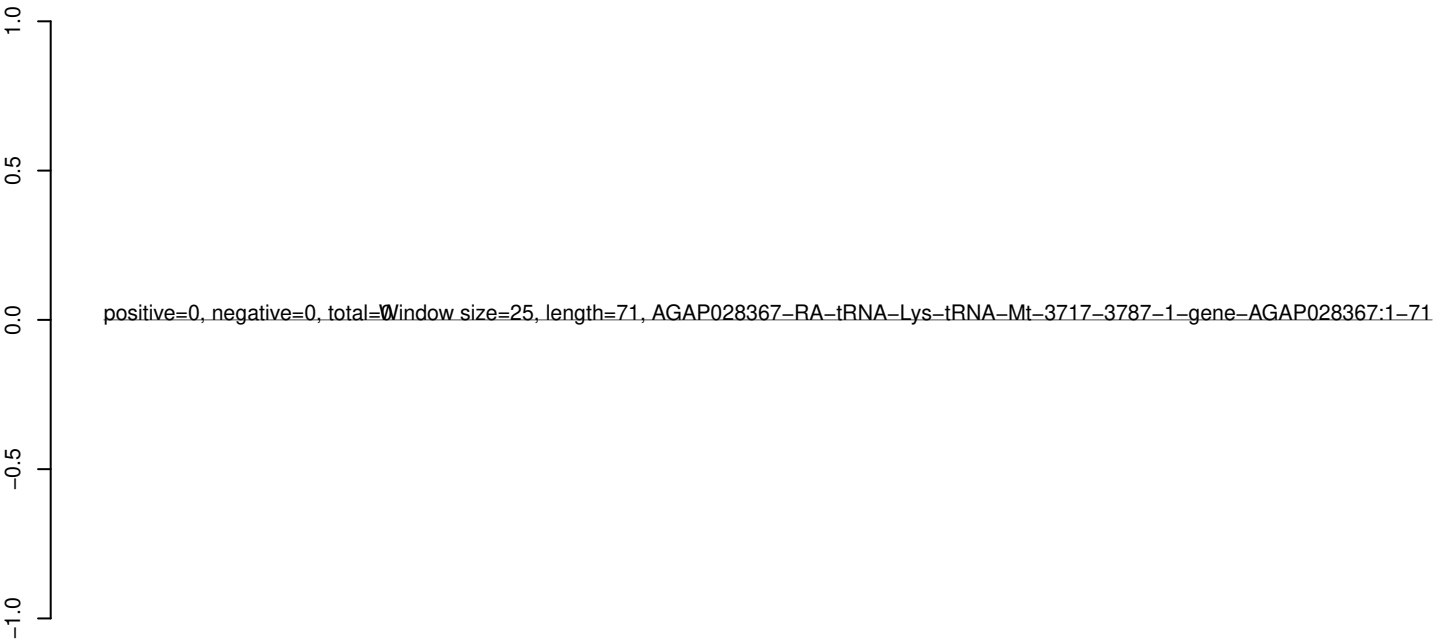 1.0
0.5
0.0
−0.5
−1.0
positive=0, negative=0, total=0
Window size=25, length=71, AGAP028367−RA−tRNA−Lys−tRNA−Mt−3717−3787−1−gene−AGAP028367:1−71